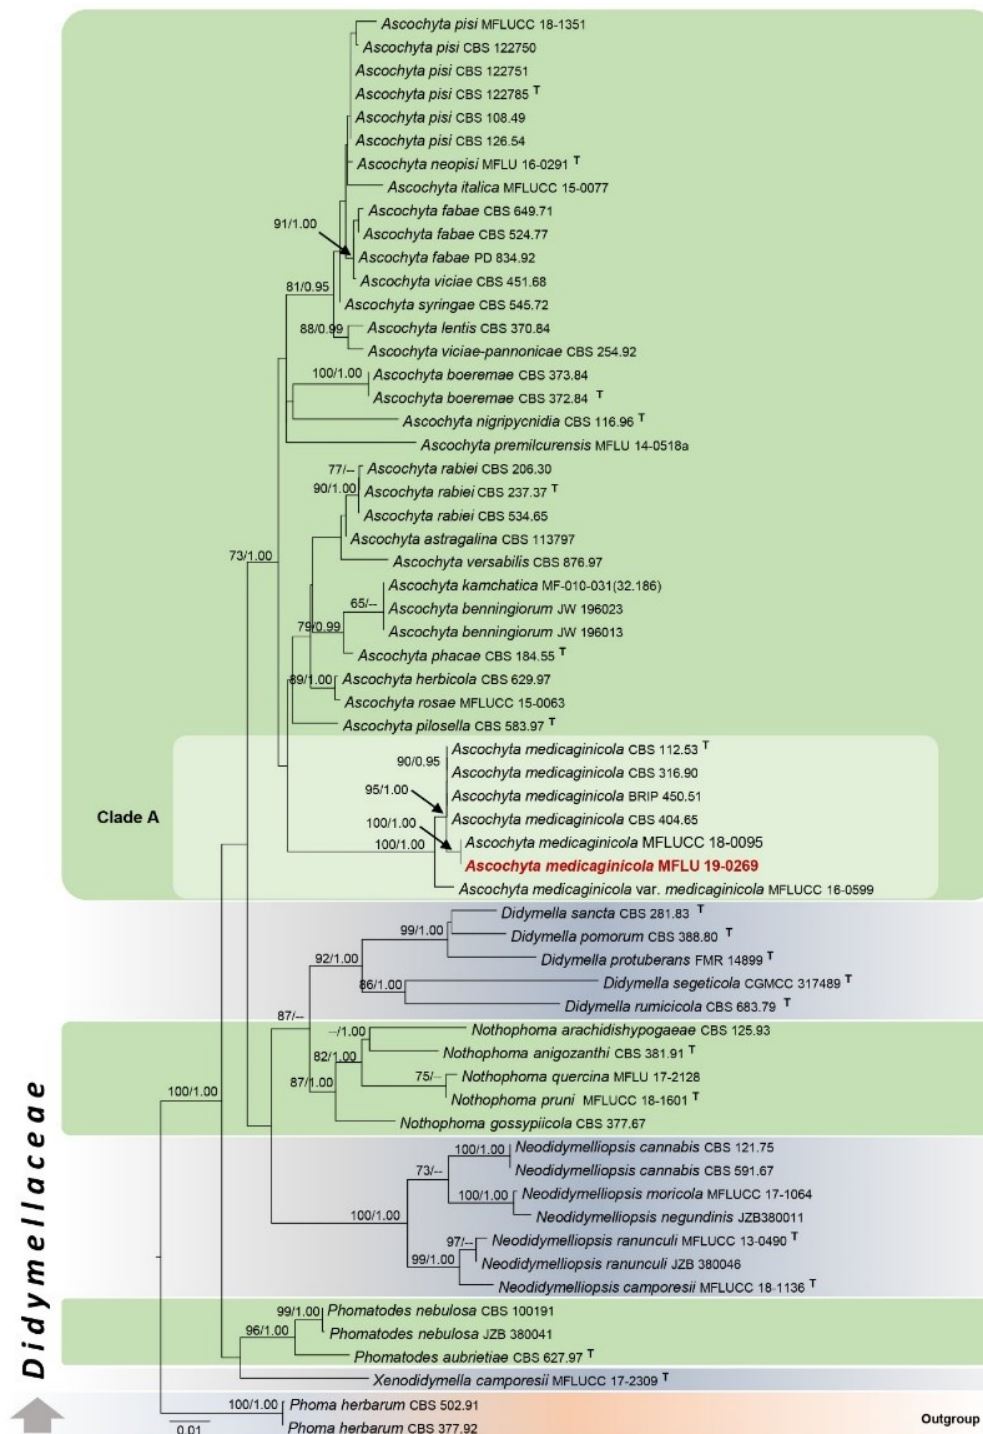 Ascochyta pisi MFLUCC 18-1351
Ascochyta pisi CBS 122750
Ascochyta pisi CBS 122751
Ascochyta pisi CBS 122785 T
Ascochyta pisi CBS 108.49
Ascochyta pisi CBS 126.54
Ascochyta neopisi MFLU 16-0291 T
Ascochyta italica MFLUCC 15-0077
Ascochyta fabae CBS 649.71
91/1.00
Ascochyta fabae CBS 524.77
Ascochyta fabae PD 834.92
Ascochyta viciae CBS 451.68
81/0.95
Ascochyta syringae CBS 545.72
88/0.99
Ascochyta lentis CBS 370.84
Ascochyta viciae-pannonicae CBS 254.92
100/1.00
Ascochyta boeremae CBS 373.84
Ascochyta boeremae CBS 372.84 T
Ascochyta nigripycnidia CBS 116.96 T
Ascochyta premilcurensis MFLU 14-0518a
77/--
Ascochyta rabiei CBS 206.30
90/1.00
Ascochyta rabiei CBS 237.37 T
Ascochyta rabiei CBS 534.65
Ascochyta astragalina CBS 113797
73/1.00
Ascochyta versabilis CBS 876.97
Ascochyta kamchatica MF-010-031(32.186)
65/--
Ascochyta benningiorum JW 196023
79/0.99
Ascochyta benningiorum JW 196013
Ascochyta phacae CBS 184.55 T
89/1.00
Ascochyta herbicola CBS 629.97
Ascochyta rosae MFLUCC 15-0063
Ascochyta pilosella CBS 583.97 T
Ascochyta medicaginicola CBS 112.53 T
90/0.95
Ascochyta medicaginicola CBS 316.90
95/1.00
Ascochyta medicaginicola BRIP 450.51
Clade A
Ascochyta medicaginicola CBS 404.65
100/1.00
100/1.00
Ascochyta medicaginicola MFLUCC 18-0095
Ascochyta medicaginicola MFLU 19-0269
Ascochyta medicaginicola var. medicaginicola MFLUCC 16-0599
Didymella sancta CBS 281.83 T
99/1.00
Didymella pomorum CBS 388.80 T
92/1.00
Didymella protuberans FMR 14899 T
86/1.00
Didymella segeticola CGMCC 317489 T
Didymella rumicicola CBS 683.79 T
87/--
--/1.00
Nothophoma arachidishypogaeae CBS 125.93
82/1.00
Nothophoma anigozanthi CBS 381.91 T
87/1.00
75/--
Nothophoma quercina MFLU 17-2128
Nothophoma pruni MFLUCC 18-1601 T
100/1.00
Nothophoma gossypiicola CBS 377.67
100/1.00
Neodidymelliopsis cannabis CBS 121.75
73/--
Neodidymelliopsis cannabis CBS 591.67
100/1.00
Neodidymelliopsis moricola MFLUCC 17-1064
100/1.00
Neodidymelliopsis negundinis JZB380011
97/--
Neodidymelliopsis ranunculi MFLUCC 13-0490 T
99/1.00
Neodidymelliopsis ranunculi JZB 380046
Neodidymelliopsis camporesii MFLUCC 18-1136 T
99/1.00
Phomatodes nebulosa CBS 100191
96/1.00
Phomatodes nebulosa JZB 380041
Phomatodes aubrietiae CBS 627.97 T
Xenodidymella camporesii MFLUCC 17-2309 T
Didymellaceae
100/1.00
Phoma herbarum CBS 502.91
Phoma herbarum CBS 377.92
Outgroup
0.01